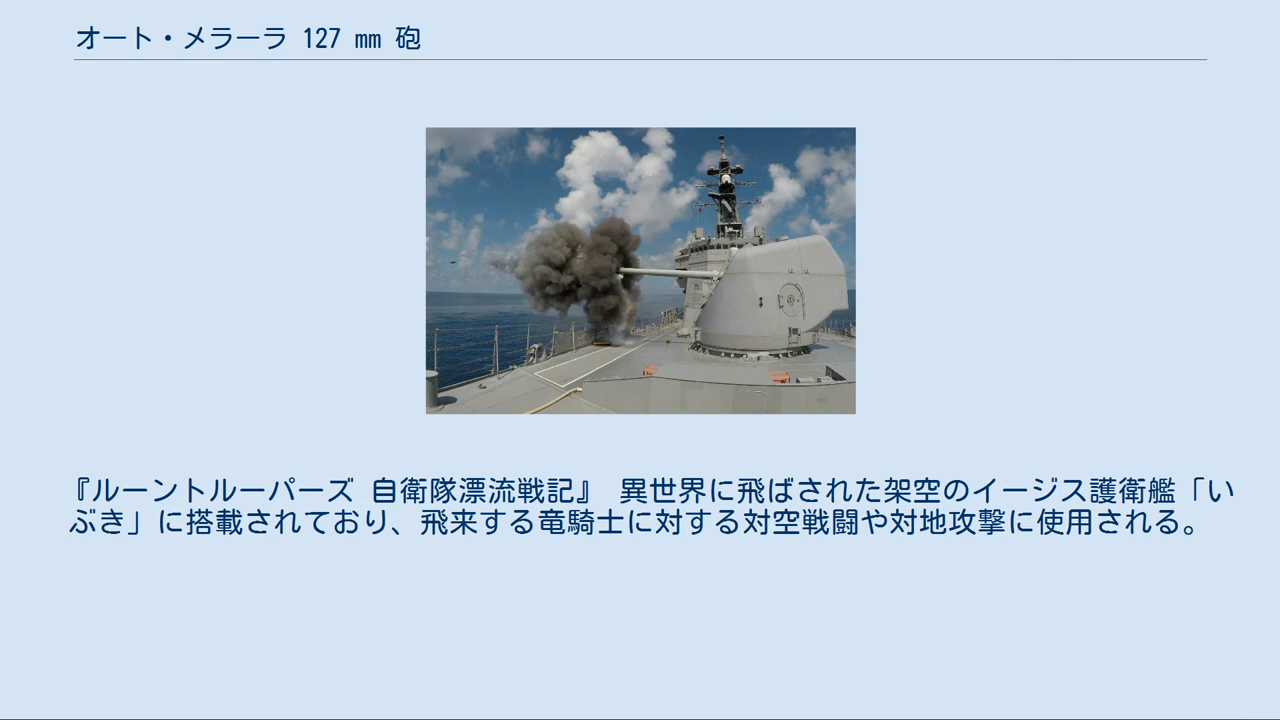 オート・メラーラ 127 mm 砲
『ルーントルーパーズ 自衛隊漂流戦記』 異世界に飛ばされた架空のイージス護衛艦「い
ぶき」に搭載されており、飛来する竜騎士に対する対空戦闘や対地攻撃に使用される。